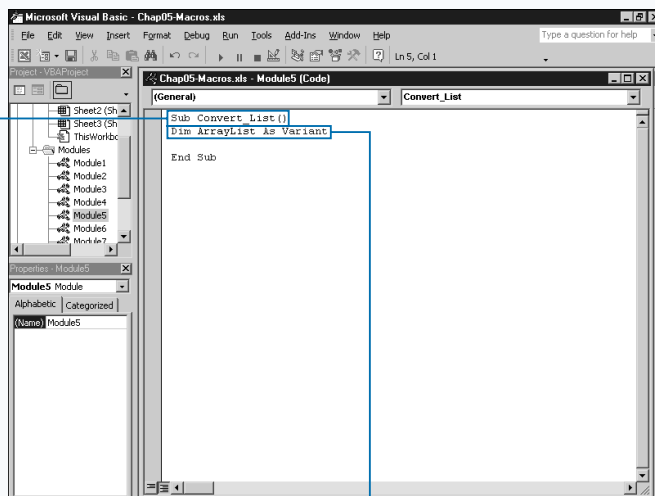 Microsoft Visual Basic - Chap05-Macros.xls
File Edit View Insert Format Debug Run Tools Add-Ins Window Help
Type a question for help
Ln 5, Col 1
Project - VBAProject
Sheet2 (Sh
Sheet3 (Sh
ThisWorkbo
Modules
Module1
Module2
Module3
Module4
Module5
Module6
Module7
Properties - Module5
Module5 Module
Alphabetic Categorized
(Name) Module5
Chap05-Macros.xls - Module5 (Code)
(General) Convert_List
Sub Convert_List()
Dim ArrayList As Variant
End Sub